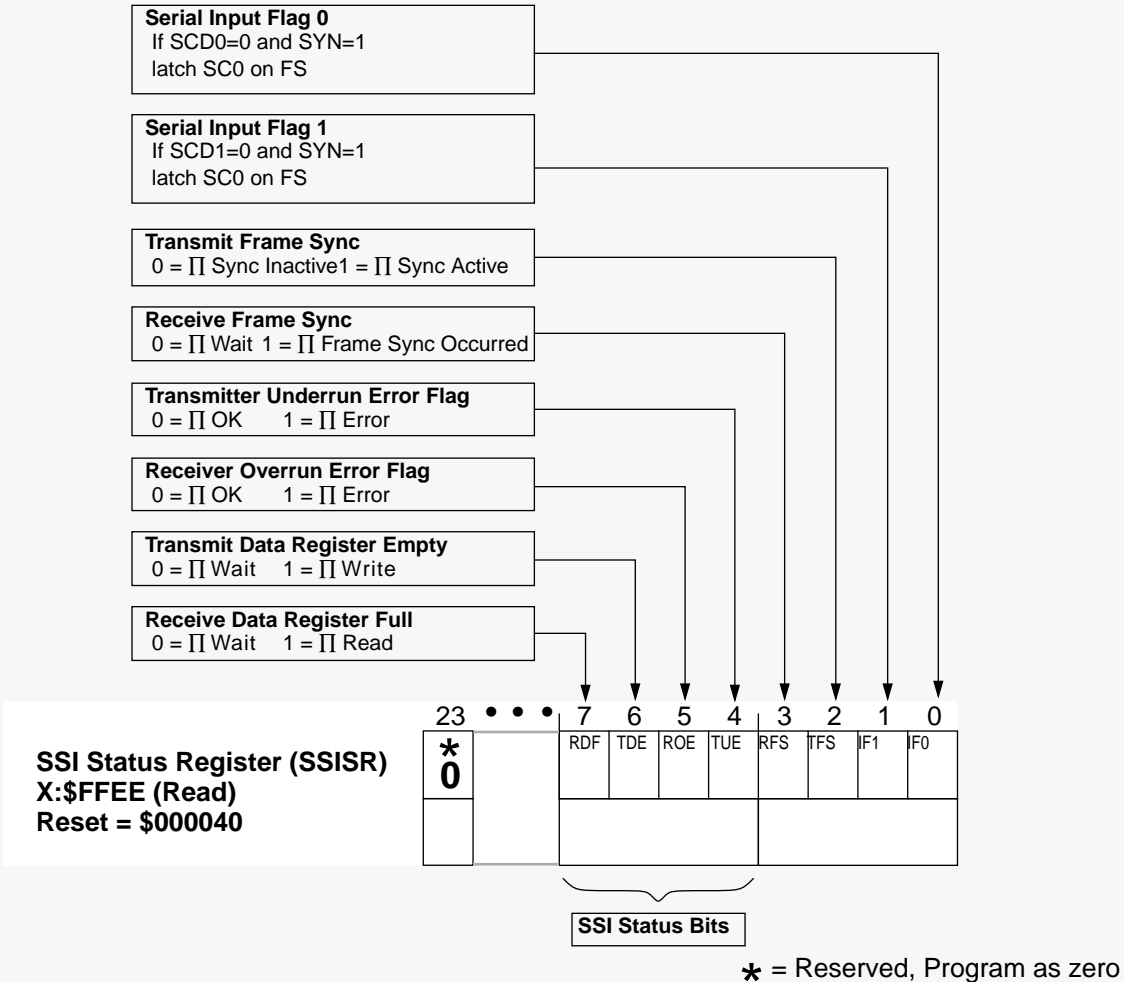 Serial Input Flag 0
If SCD0=0 and SYN=1
latch SC0 on FS
Serial Input Flag 1
If SCD1=0 and SYN=1
latch SC0 on FS
Transmit Frame Sync
0 = ∏ Sync Inactive1 = ∏ Sync Active
Receive Frame Sync
0 = ∏ Wait 1 = ∏ Frame Sync Occurred
Transmitter Underrun Error Flag
0 = ∏ OK 1 = ∏ Error
Receiver Overrun Error Flag
0 = ∏ OK 1 = ∏ Error
Transmit Data Register Empty
0 = ∏ Wait 1 = ∏ Write
Receive Data Register Full
0 = ∏ Wait 1 = ∏ Read
23 • • • 7 6 5 4 3 2 1 0
* RDF TDE ROE TUE RFS TFS IF1 IF0
0
SSI Status Register (SSISR)
X:$FFEE (Read)
Reset = $000040
SSI Status Bits
* = Reserved, Program as zero